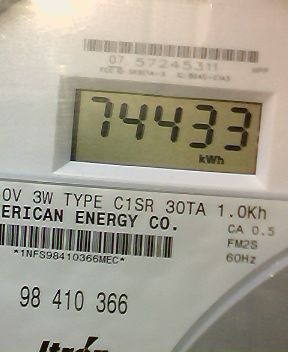 07 57245311
74433
kWh
0V 3W TYPE C1SR 30TA 1.0Kh
ERICAN ENERGY CO.
CA 0.5
FM2S
60Hz
*1NFS98410366MEC*
98 410 366
Itrón